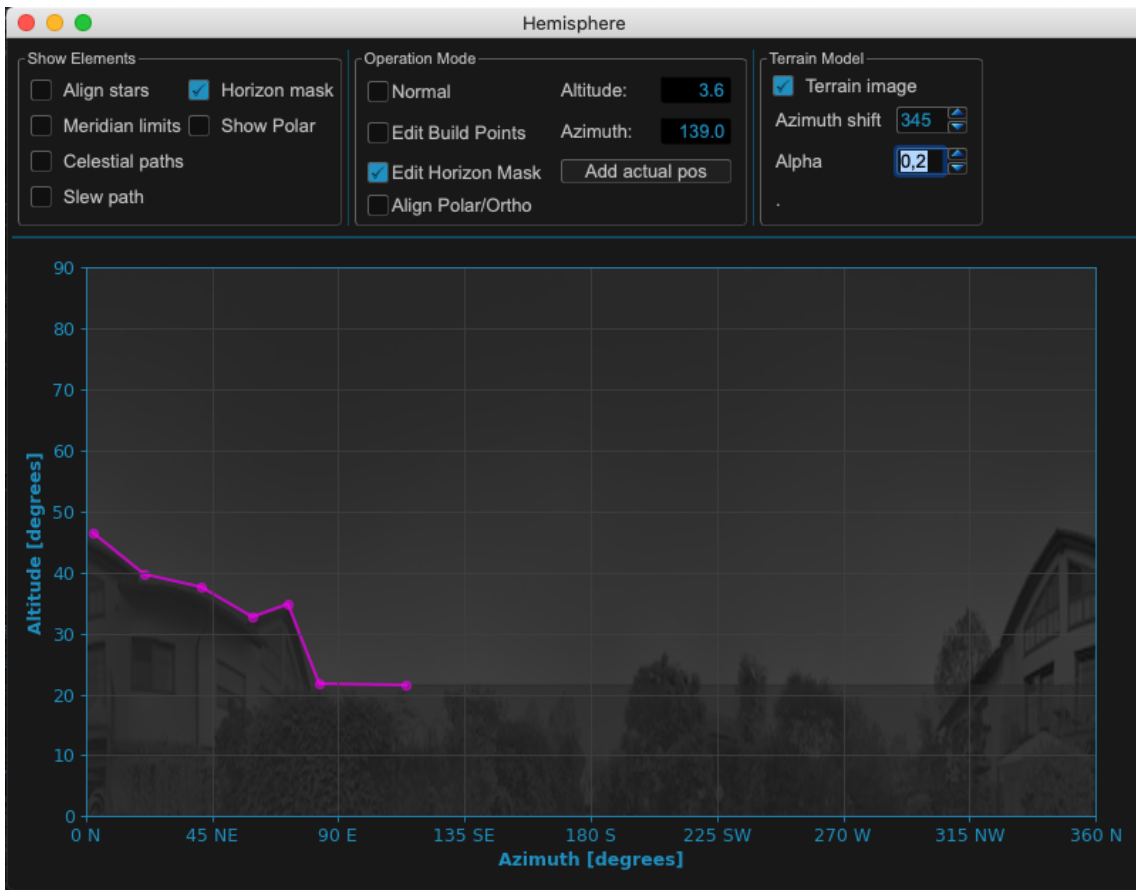 Hemisphere
Show Elements
Align stars
Horizon mask
Meridian limits
Show Polar
Celestial paths
Slew path
Operation Mode
Normal
Altitude: 3.6
Edit Build Points
Azimuth: 139.0
Edit Horizon Mask
Add actual pos
Align Polar/Ortho
Terrain Model
Terrain image
Azimuth shift 345
Alpha 0,2
.
90
80
70
60
50
40
30
20
10
0
Altitude [degrees]
0 N 45 NE 90 E 135 SE 180 S 225 SW 270 W 315 NW 360 N
Azimuth [degrees]